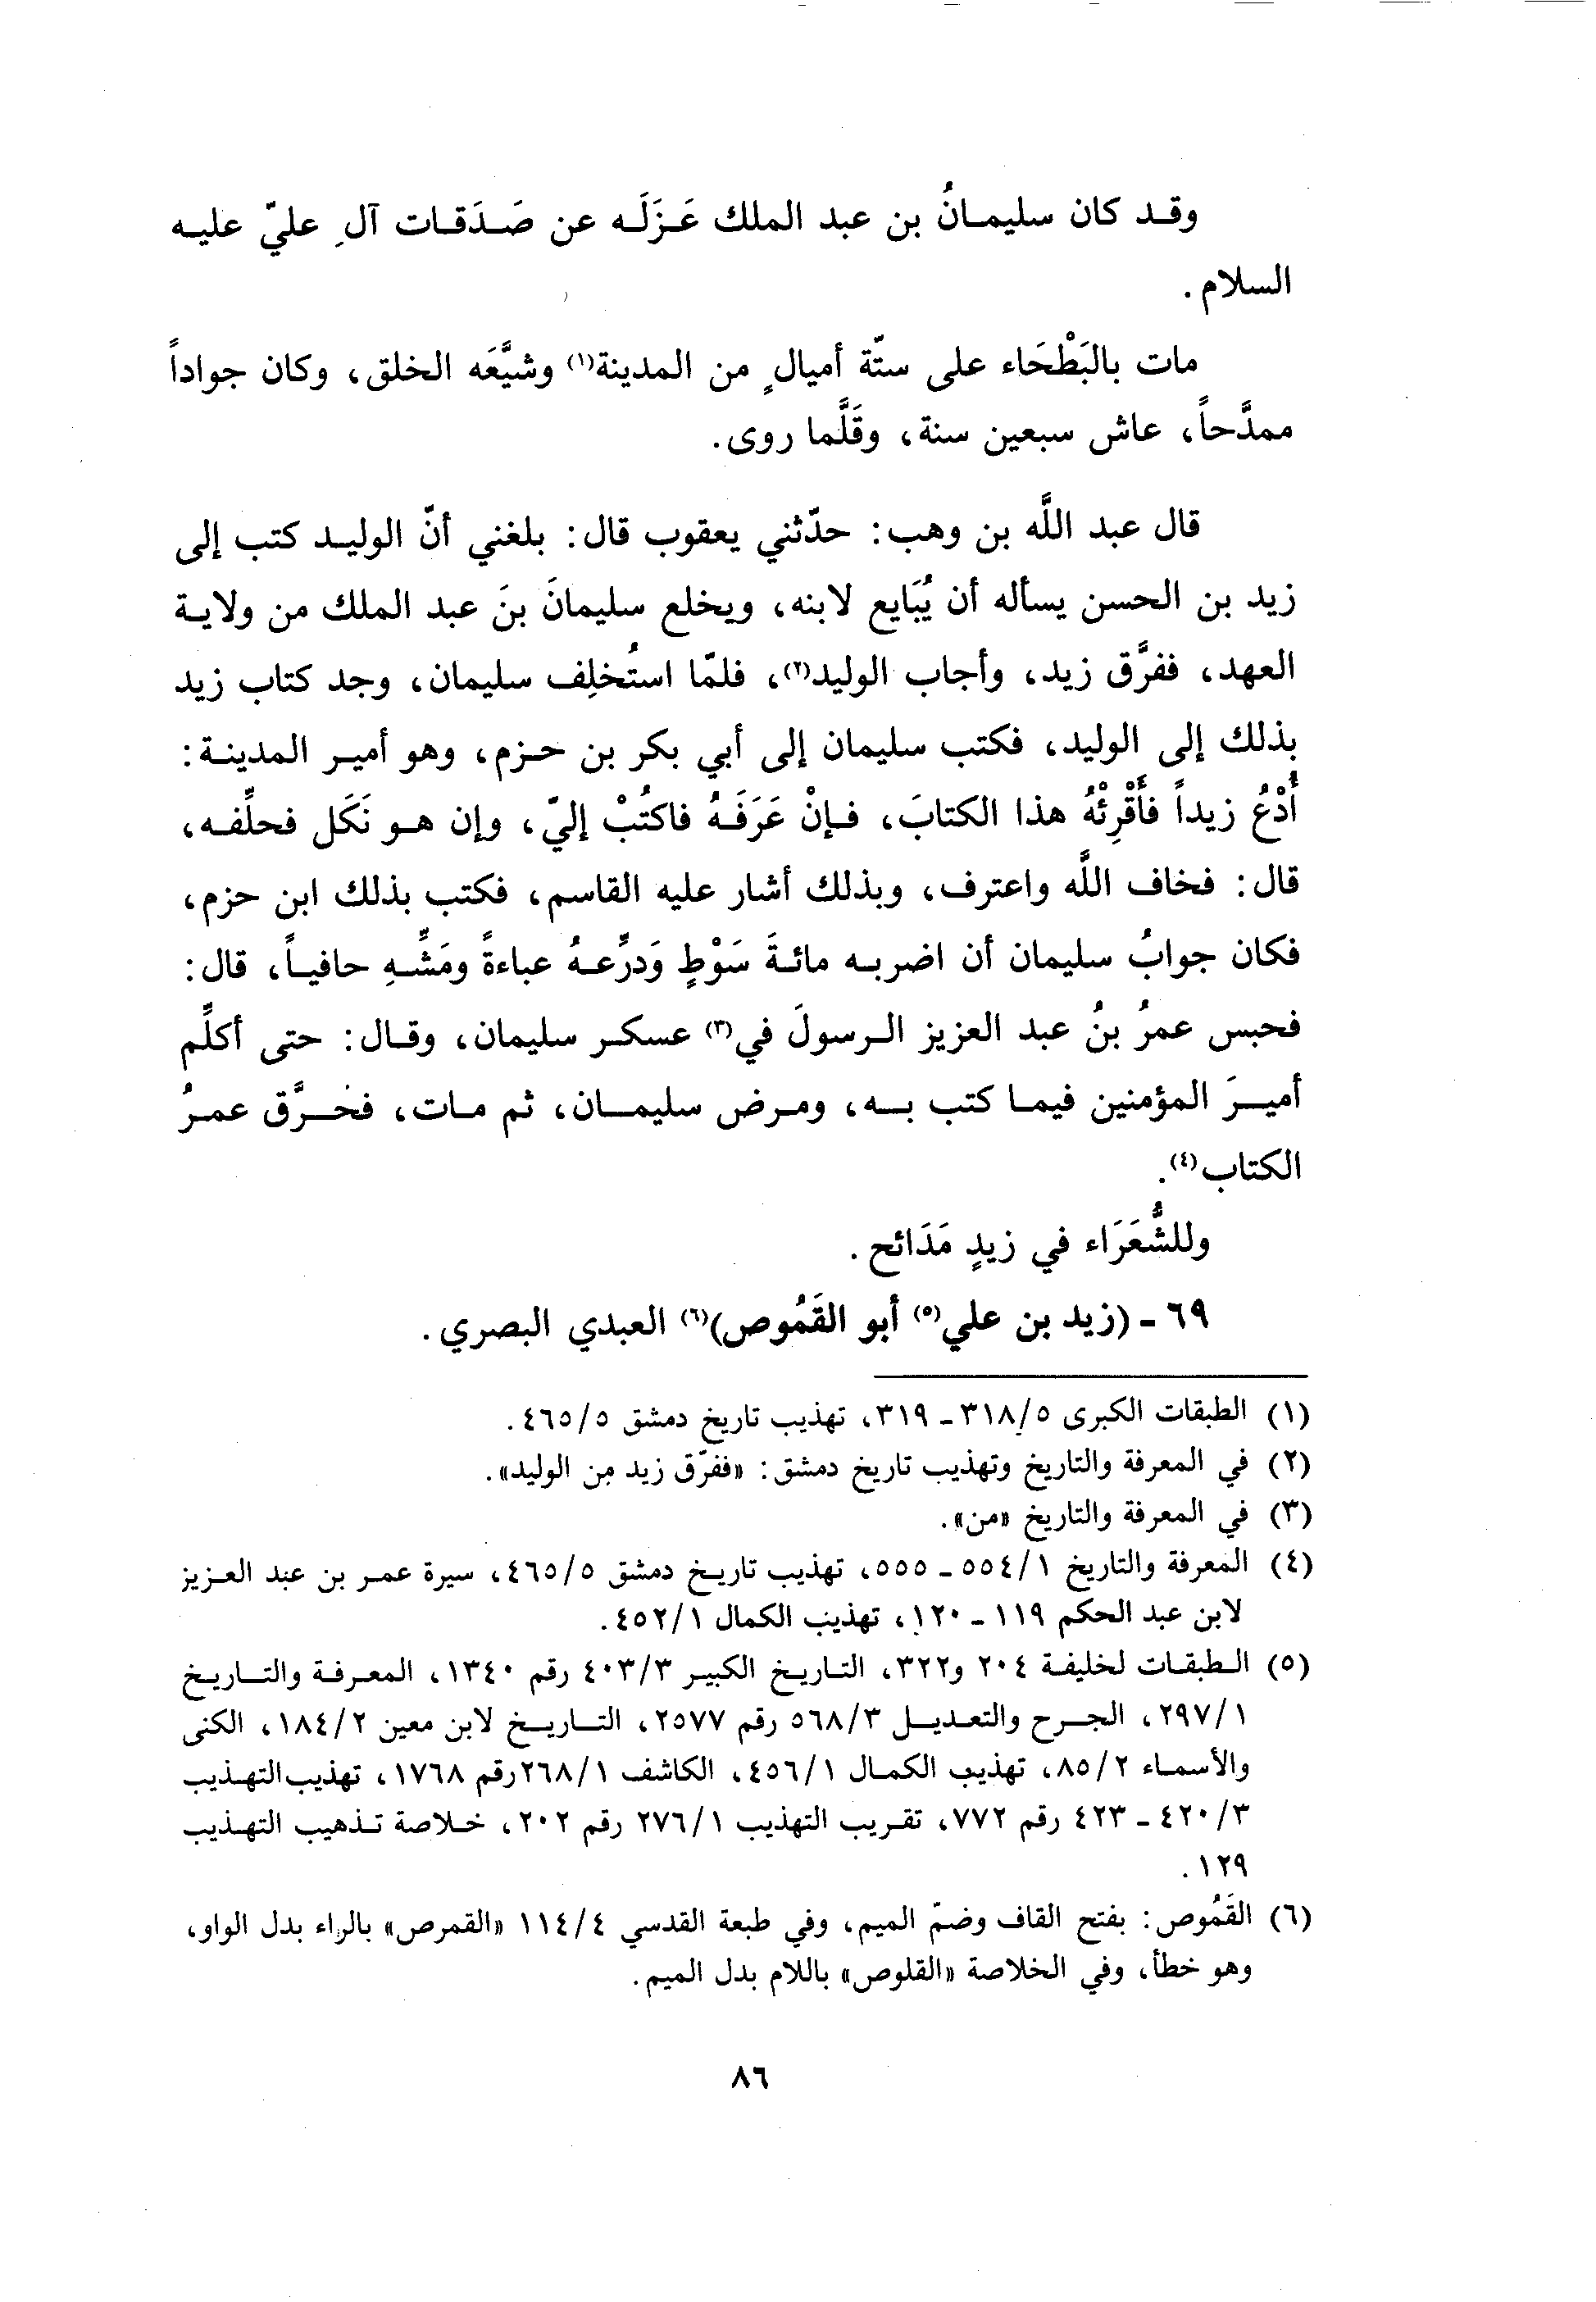 وقد كان سليمانُ بن عبد الملك عَزَلَه عن صَدَقات آلِ عليّ عليه
السلام.
مات بالبَطْحَاء على ستّة أميالٍ من المدينة(١) وشيَّعَه الخلق، وكان جواداً
ممدَّحاً، عاش سبعين سنة، وقَلَّما روى.
قال عبد اللَّه بن وهب: حدّثني يعقوب قال: بلغني أنّ الوليد كتب إلى
زيد بن الحسن يسأله أن يُبَايع لابنه، ويخلع سليمانَ بنَ عبد الملك من ولاية
العهد، ففرَّق زيد، وأجاب الوليد(٢)، فلمّا استُخلِف سليمان، وجد كتاب زيد
بذلك إلى الوليد، فكتب سليمان إلى أبي بكر بن حزم، وهو أمير المدينة:
أُدْعُ زيداً فأَقْرِئْهُ هذا الكتابَ، فإنْ عَرَفَهُ فاكتُبْ إليّ، وإن هو نَكَل فحلِّفه،
قال: فخاف اللَّه واعترف، وبذلك أشار عليه القاسم، فكتب بذلك ابن حزم،
فكان جوابُ سليمان أن اضربه مائةَ سَوْطٍ وَدرِّعهُ عباءةً ومَشِّهِ حافياً، قال:
فحبس عمرُ بنُ عبد العزيز الرسولَ في(٣) عسكر سليمان، وقال: حتى أكلِّم
أميرَ المؤمنين فيما كتب به، ومرض سليمان، ثم مات، فخرَّق عمرُ
الكتاب(٤).
وللشُّعَرَاء في زيدٍ مَدَائح.
٦٩ - (زيد بن علي(٥) أبو القَمُوص)(٦) العبدي البصري.
(١) الطبقات الكبرى ٣١٨/٥ - ٣١٩، تهذيب تاريخ دمشق ٤٦٥/٥.
(٢) في المعرفة والتاريخ وتهذيب تاريخ دمشق: «ففرّق زيد من الوليد».
(٣) في المعرفة والتاريخ «من».
(٤) المعرفة والتاريخ ٥٥٤/١ - ٥٥٥، تهذيب تاريخ دمشق ٤٦٥/٥، سيرة عمر بن عبد العزيز
لابن عبد الحكم ١١٩ - ١٢٠، تهذيب الكمال ٤٥٢/١.
(٥) الطبقات لخليفة ٢٠٤ و٣٢٢، التاريخ الكبير ٤٠٣/٣ رقم ١٣٤٠، المعرفة والتاريخ
٢٩٧/١، الجرح والتعديل ٥٦٨/٣ رقم ٢٥٧٧، التاريخ لابن معين ١٨٤/٢، الكنى
والأسماء ٨٥/٢، تهذيب الكمال ٤٥٦/١، الكاشف ٢٦٨/١ رقم ١٧٦٨، تهذيب التهذيب
٤٢٠/٣ - ٤٢٣ رقم ٧٧٢، تقريب التهذيب ٢٧٦/١ رقم ٢٠٢، خلاصة تذهيب التهذيب
١٢٩.
(٦) القَمُوص: بفتح القاف وضمّ الميم، وفي طبعة القدسي ١١٤/٤ «القمرص» بالراء بدل الواو،
وهو خطأ، وفي الخلاصة «القلوص» باللام بدل الميم.
٨٦